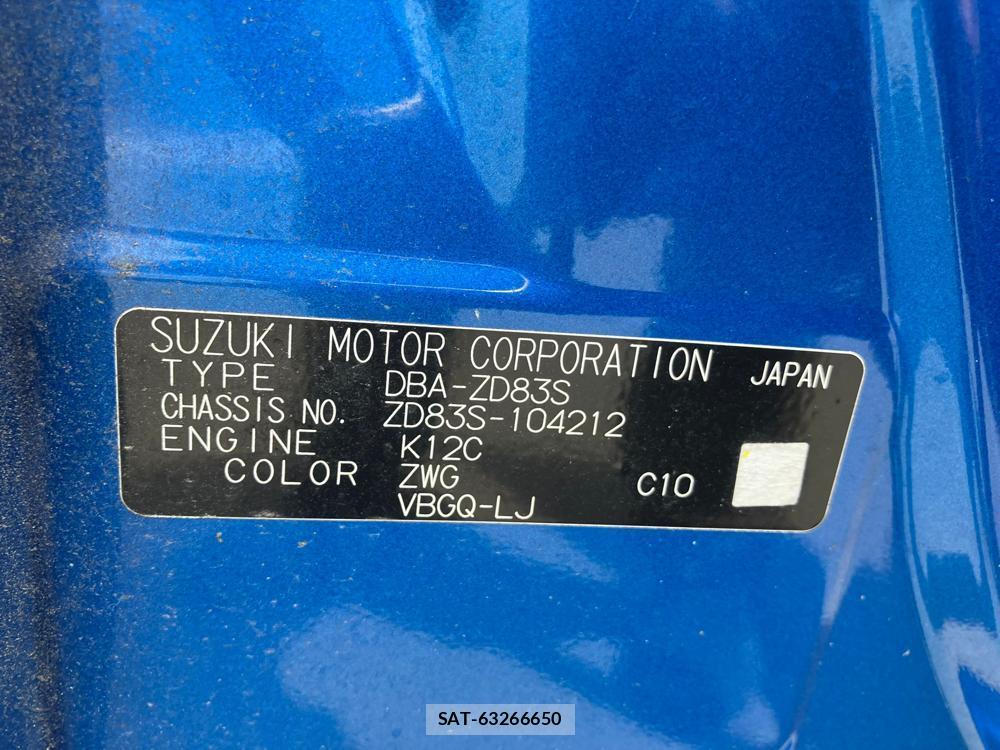 SUZUKI MOTOR CORPORATION JAPAN
TYPE DBA-ZD83S
CHASSIS NO. ZD83S-104212
ENGINE K12C
COLOR ZWG C10
VBGQ-LJ
SAT-63266650